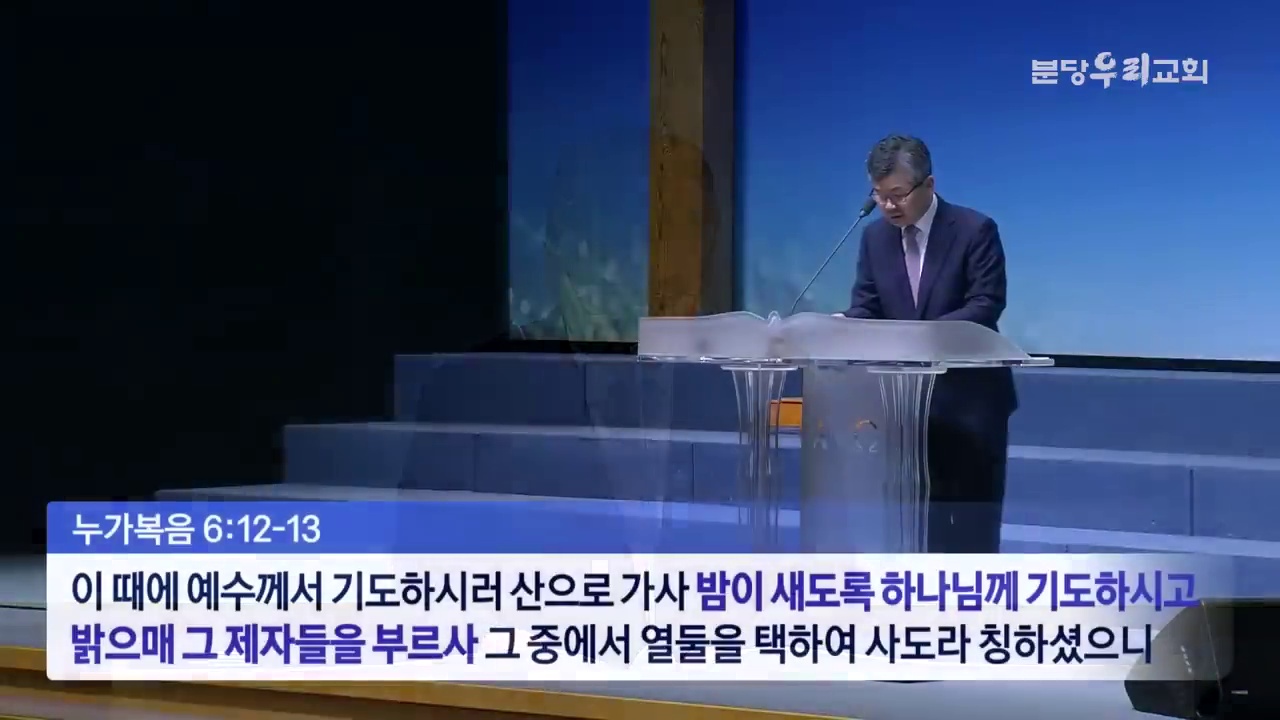 분당우리교회
누가복음 6:12-13
이 때에 예수께서 기도하시러 산으로 가사 밤이 새도록 하나님께 기도하시고
밝으매 그 제자들을 부르사 그 중에서 열둘을 택하여 사도라 칭하셨으니